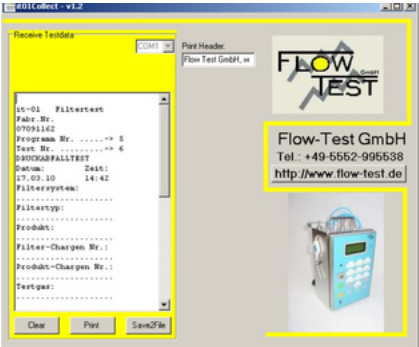 R01Collect - v1.2
Receive Testdata
COM1
Print Header:
Flow Test GmbH, w
it-01 Filtertest
Fabr.Nr.
07091162
Programm Nr. .....-> 5
Test Nr. .........-> 6
DRUCKABFALLTEST
Datum: Zeit:
17.03.10 14:42
Filtersystem:
....................
Filtertyp:
....................
Produkt:
....................
Filter-Chargen Nr.:
....................
Produkt-Chargen Nr.:
....................
Testgas:
....................
Clear
Print
Save2File
FLOW
GmbH
TEST
Flow-Test GmbH
Tel.: +49-5552-995538
http://www.flow-test.de